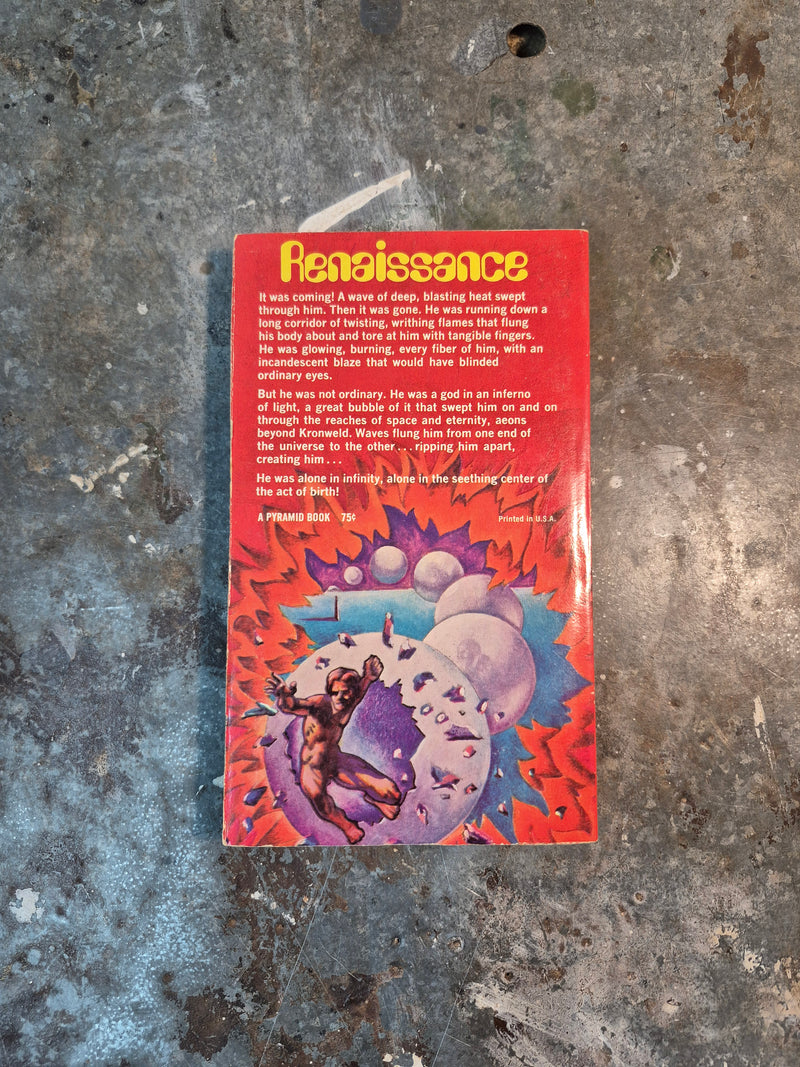 Renaissance
It was coming! A wave of deep, blasting heat swept
through him. Then it was gone. He was running down a
long corridor of twisting, writhing flames that flung
his body about and tore at him with tangible fingers.
He was glowing, burning, every fiber of him, with an
incandescent blaze that would have blinded
ordinary eyes.
But he was not ordinary. He was a god in an inferno
of light, a great bubble of it that swept him on and on
through the reaches of space and eternity, aeons
beyond Kronweld. Waves flung him from one end of
the universe to the other...ripping him apart,
creating him...
He was alone in infinity, alone in the seething center of
the act of birth!
A PYRAMID BOOK 75¢
Printed in U.S.A.